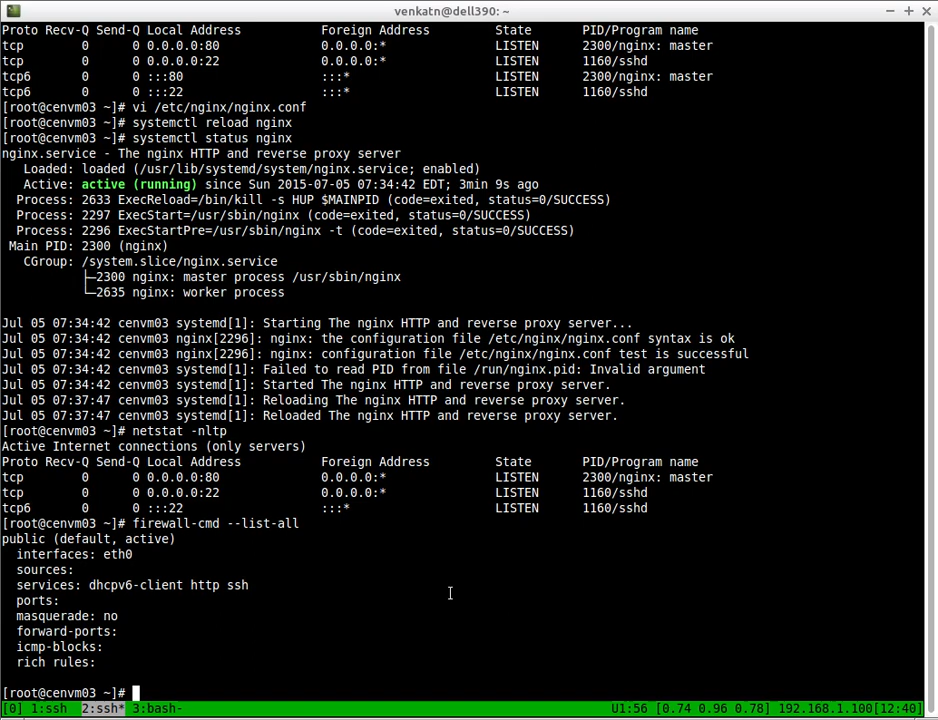 venkatn@dell390: ~
Proto Recv-Q Send-Q Local Address           Foreign Address         State       PID/Program name
tcp        0      0 0.0.0.0:80              0.0.0.0:*               LISTEN      2300/nginx: master
tcp        0      0 0.0.0.0:22              0.0.0.0:*               LISTEN      1160/sshd
tcp6       0      0 :::80                   :::*                    LISTEN      2300/nginx: master
tcp6       0      0 :::22                   :::*                    LISTEN      1160/sshd
[root@cenvm03 ~]# vi /etc/nginx/nginx.conf
[root@cenvm03 ~]# systemctl reload nginx
[root@cenvm03 ~]# systemctl status nginx
nginx.service - The nginx HTTP and reverse proxy server
   Loaded: loaded (/usr/lib/systemd/system/nginx.service; enabled)
   Active: active (running) since Sun 2015-07-05 07:34:42 EDT; 3min 9s ago
  Process: 2633 ExecReload=/bin/kill -s HUP $MAINPID (code=exited, status=0/SUCCESS)
  Process: 2297 ExecStart=/usr/sbin/nginx (code=exited, status=0/SUCCESS)
  Process: 2296 ExecStartPre=/usr/sbin/nginx -t (code=exited, status=0/SUCCESS)
 Main PID: 2300 (nginx)
   CGroup: /system.slice/nginx.service
           ├─2300 nginx: master process /usr/sbin/nginx
           └─2635 nginx: worker process
Jul 05 07:34:42 cenvm03 systemd[1]: Starting The nginx HTTP and reverse proxy server...
Jul 05 07:34:42 cenvm03 nginx[2296]: nginx: the configuration file /etc/nginx/nginx.conf syntax is ok
Jul 05 07:34:42 cenvm03 nginx[2296]: nginx: configuration file /etc/nginx/nginx.conf test is successful
Jul 05 07:34:42 cenvm03 systemd[1]: Failed to read PID from file /run/nginx.pid: Invalid argument
Jul 05 07:34:42 cenvm03 systemd[1]: Started The nginx HTTP and reverse proxy server.
Jul 05 07:37:47 cenvm03 systemd[1]: Reloading The nginx HTTP and reverse proxy server.
Jul 05 07:37:47 cenvm03 systemd[1]: Reloaded The nginx HTTP and reverse proxy server.
[root@cenvm03 ~]# netstat -nltp
Active Internet connections (only servers)
Proto Recv-Q Send-Q Local Address           Foreign Address         State       PID/Program name
tcp        0      0 0.0.0.0:80              0.0.0.0:*               LISTEN      2300/nginx: master
tcp        0      0 0.0.0.0:22              0.0.0.0:*               LISTEN      1160/sshd
tcp6       0      0 :::22                   :::*                    LISTEN      1160/sshd
[root@cenvm03 ~]# firewall-cmd --list-all
public (default, active)
  interfaces: eth0
  sources:
  services: dhcpv6-client http ssh
  ports:
  masquerade: no
  forward-ports:
  icmp-blocks:
  rich rules:
[root@cenvm03 ~]#
[0] 1:ssh  2:ssh* 3:bash-                    U1:56 [0.74 0.96 0.78] 192.168.1.100[12:40]